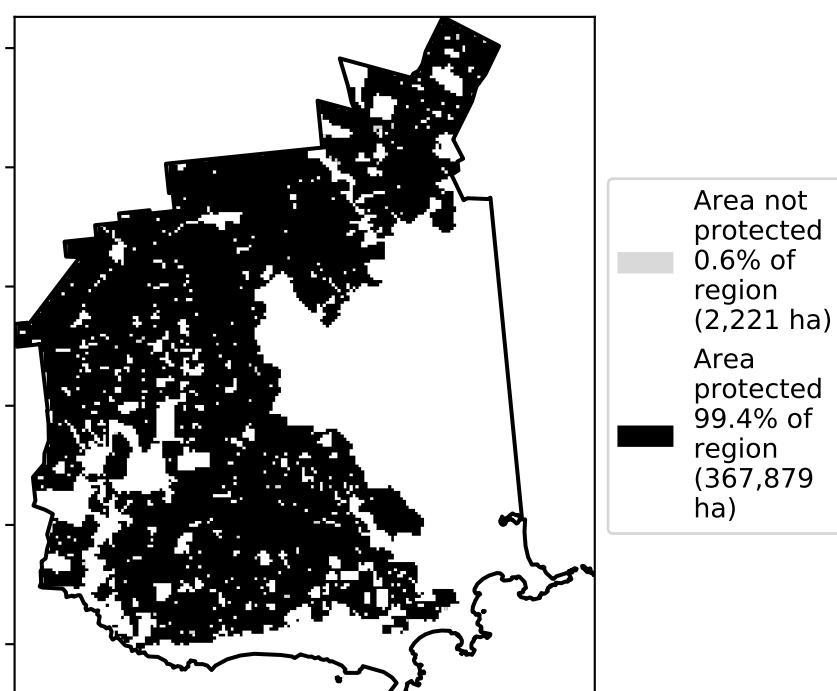 Area not
protected
0.6% of
region
(2,221 ha)
Area
protected
99.4% of
region
(367,879
ha)